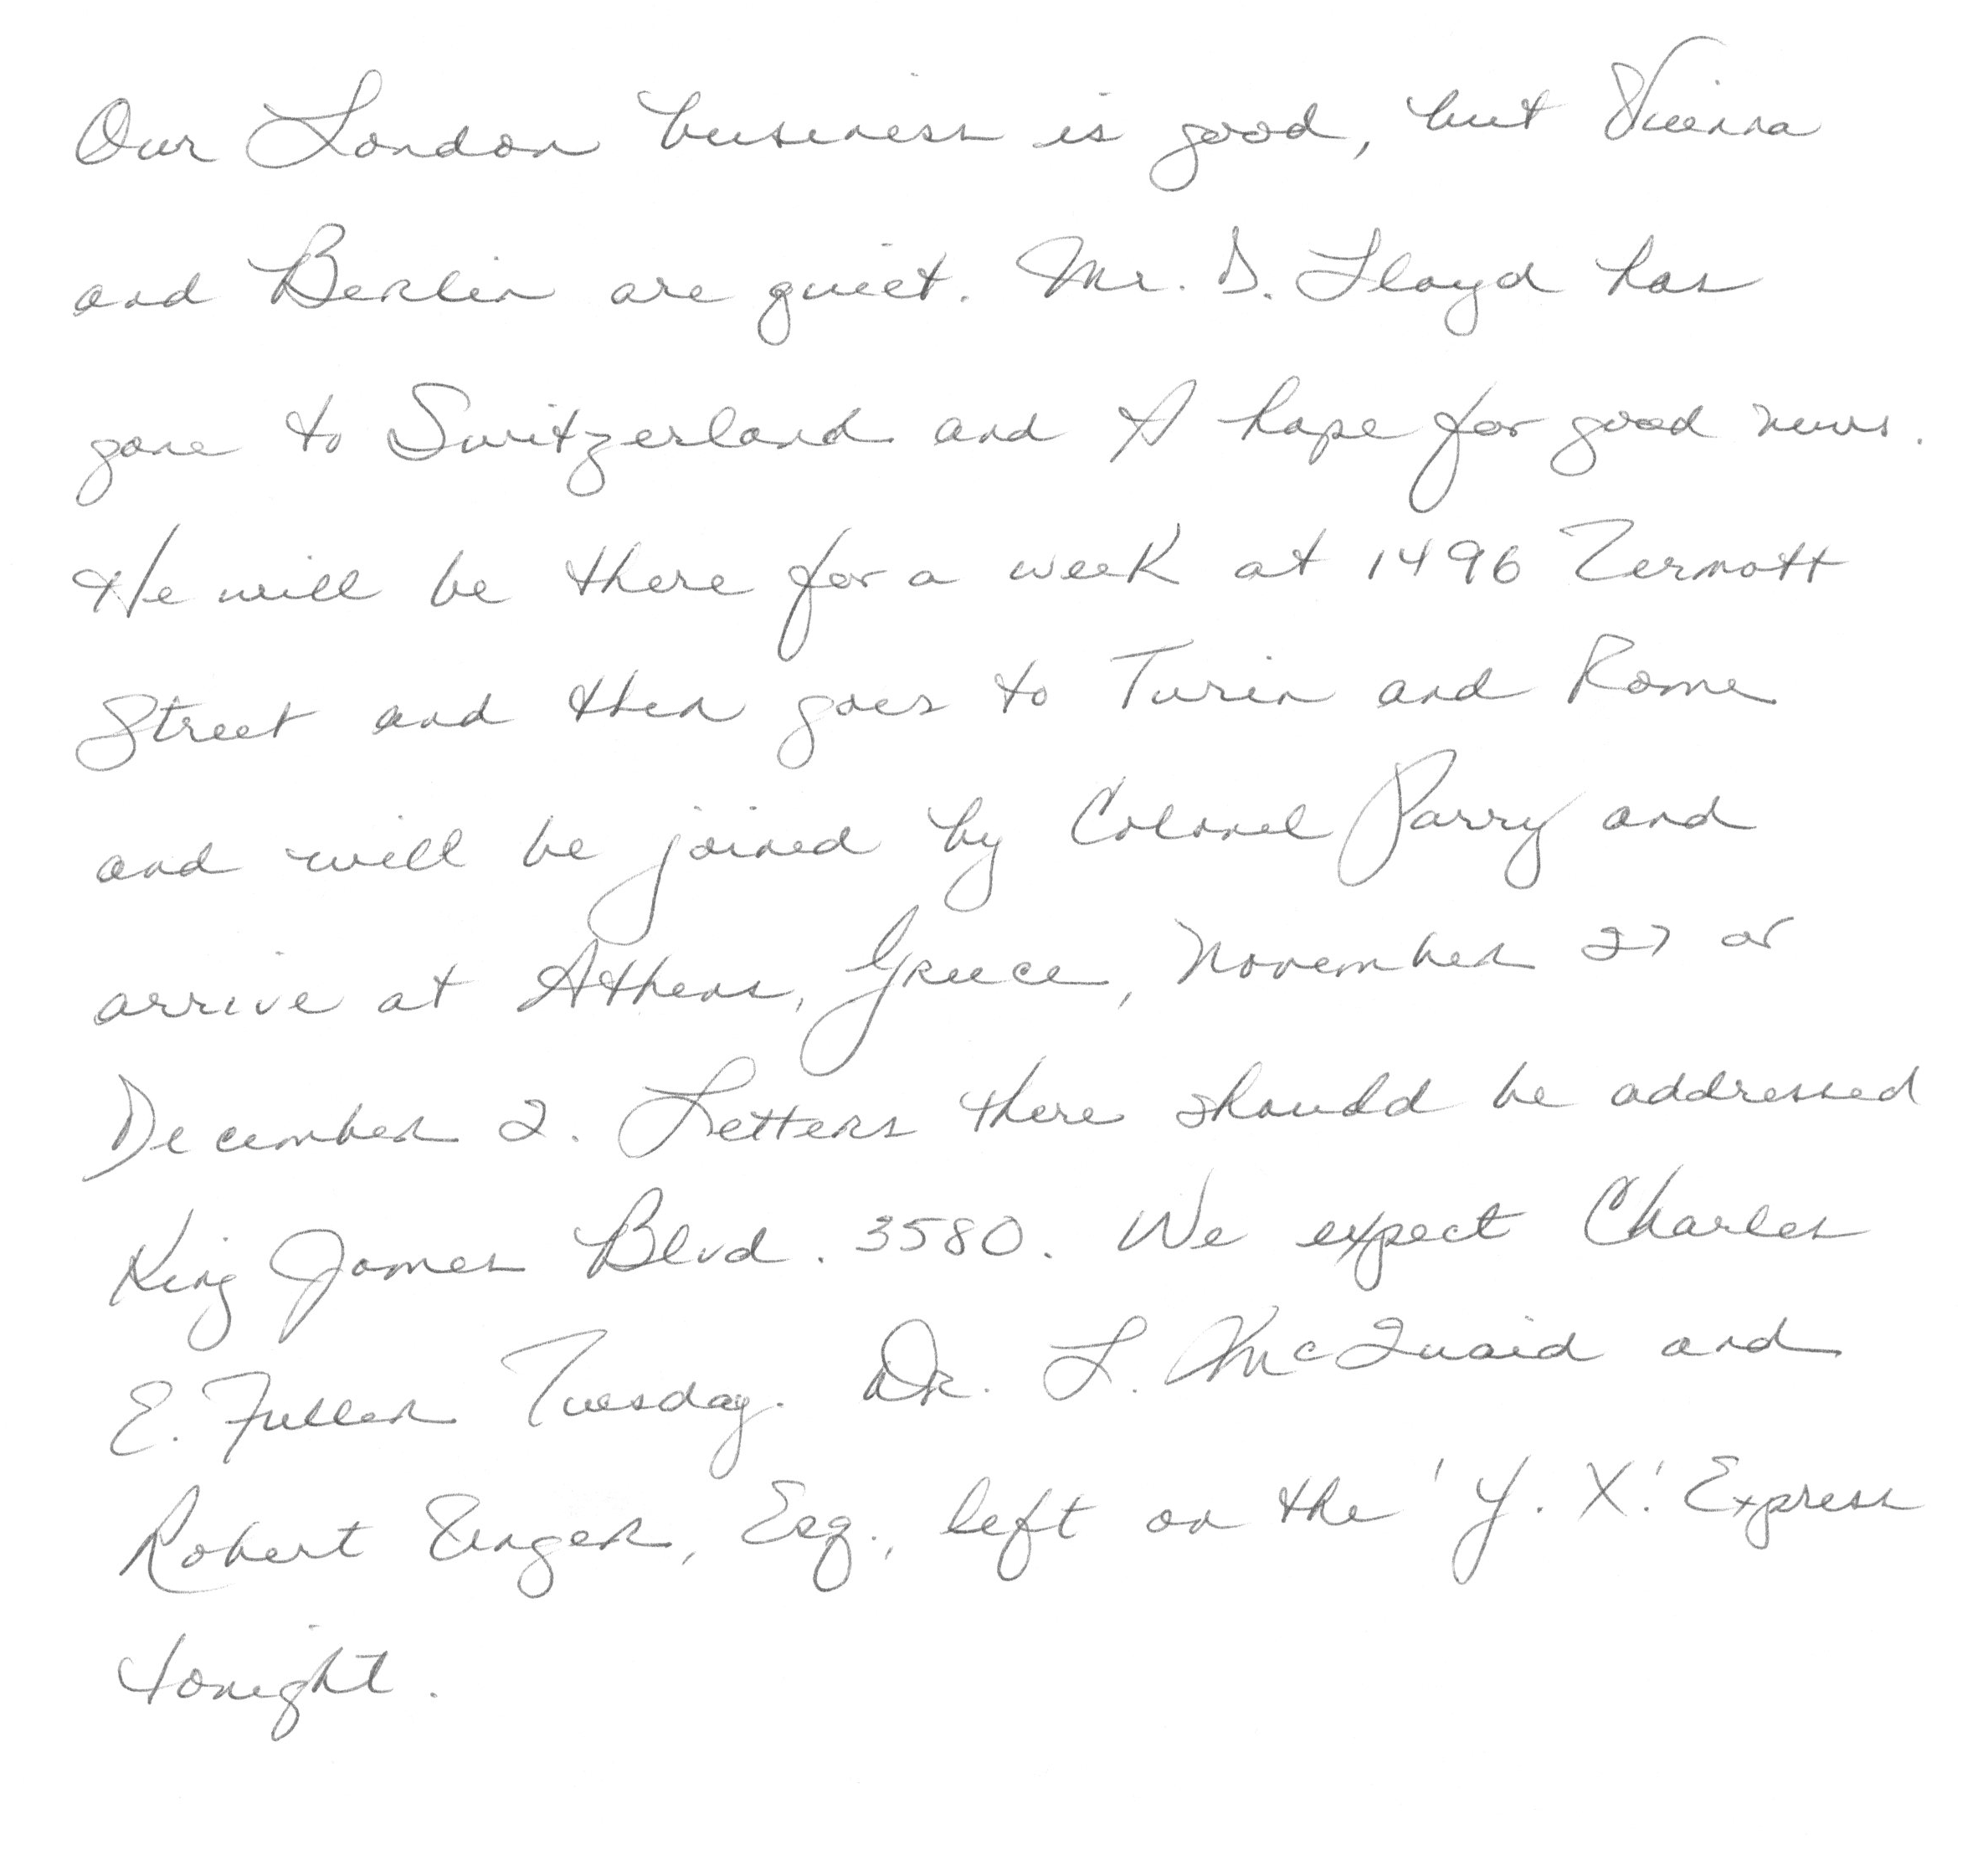 Our London business is good, but Vienna
and Berlin are quiet. Mr. D. Lloyd has
gone to Switzerland and I hope for good news.
He will be there for a week at 1496 Zermott
Street and then goes to Turin and Rome
and will be joined by Colonel Parry and
arrive at Athens, Greece, November 27 or
December 2. Letters there should be addressed
King James Blvd. 3580. We expect Charles
E. Fuller Tuesday. Dr. L. McQuaid and
Robert Unger, Esq., left on the 'Y. X.' Express
tonight.